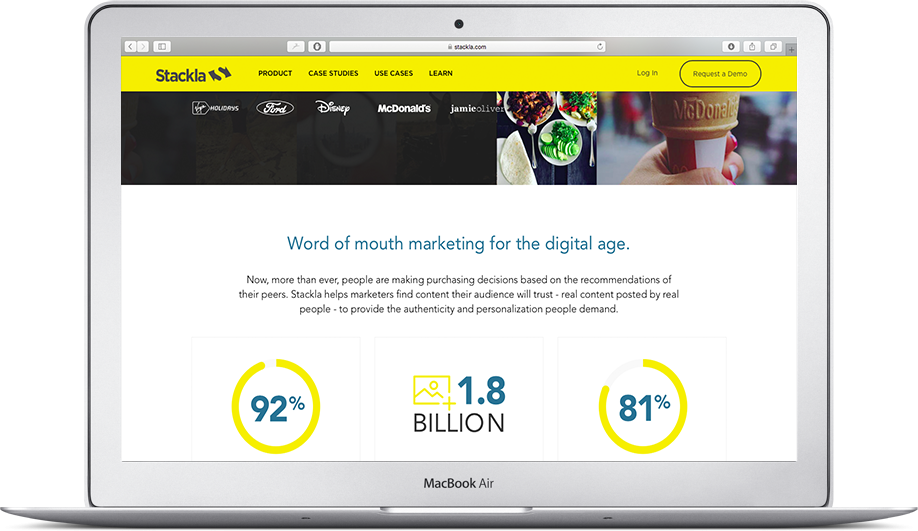 stackla.com
Stackla PRODUCT CASE STUDIES USE CASES LEARN Log In Request a Demo
Virgin HOLIDAYS Ford Disney McDonald's jamieoliver McDonald's
Word of mouth marketing for the digital age.
Now, more than ever, people are making purchasing decisions based on the recommendations of
their peers. Stackla helps marketers find content their audience will trust - real content posted by real
people - to provide the authenticity and personalization people demand.
92% 1.8 81%
BILLION
MacBook Air